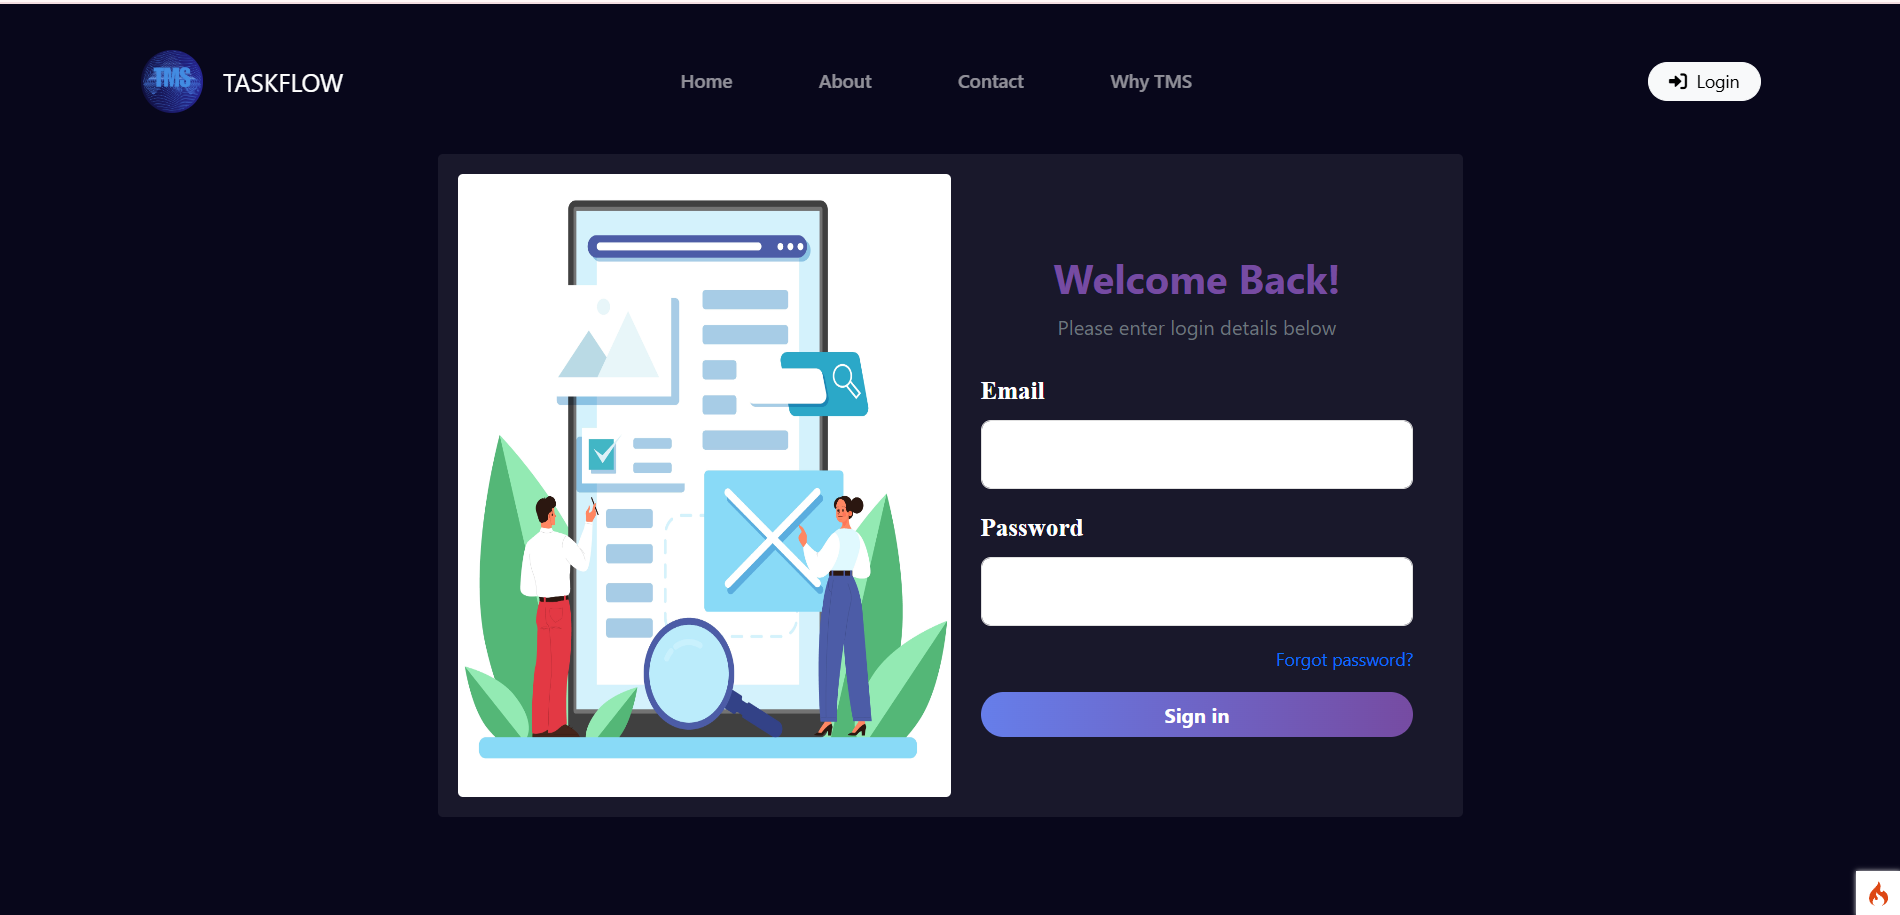 TMS
TASKFLOW
Home
About
Contact
Why TMS
Login
Welcome Back!
Please enter login details below
Email
Password
Forgot password?
Sign in